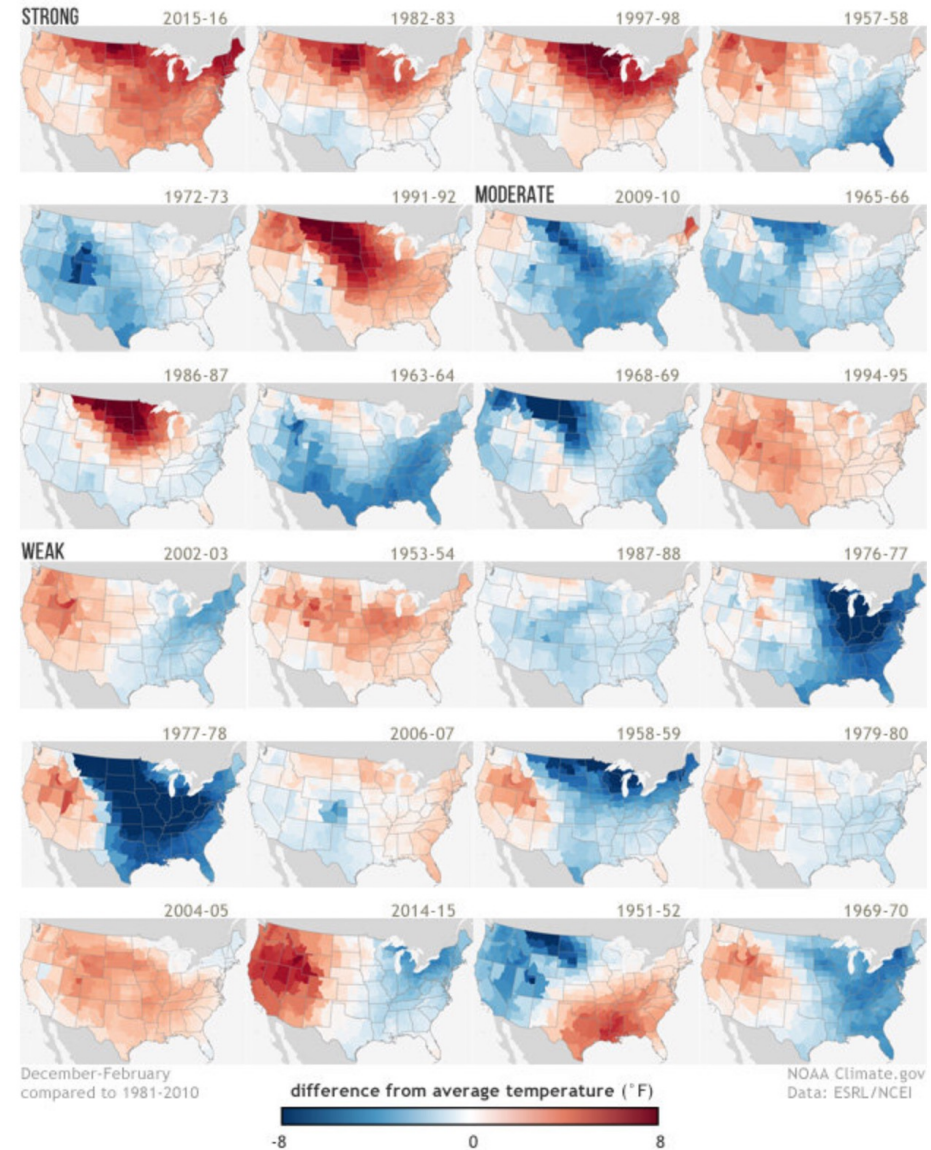 STRONG 2015-16 1982-83 1997-98 1957-58
1972-73 1991-92 MODERATE 2009-10 1965-66
1986-87 1963-64 1968-69 1994-95
WEAK 2002-03 1953-54 1987-88 1976-77
1977-78 2006-07 1958-59 1979-80
2004-05 2014-15 1951-52 1969-70
December-February
compared to 1981-2010
difference from average temperature (°F)
-8 0 8
NOAA Climate.gov
Data: ESRL/NCEI